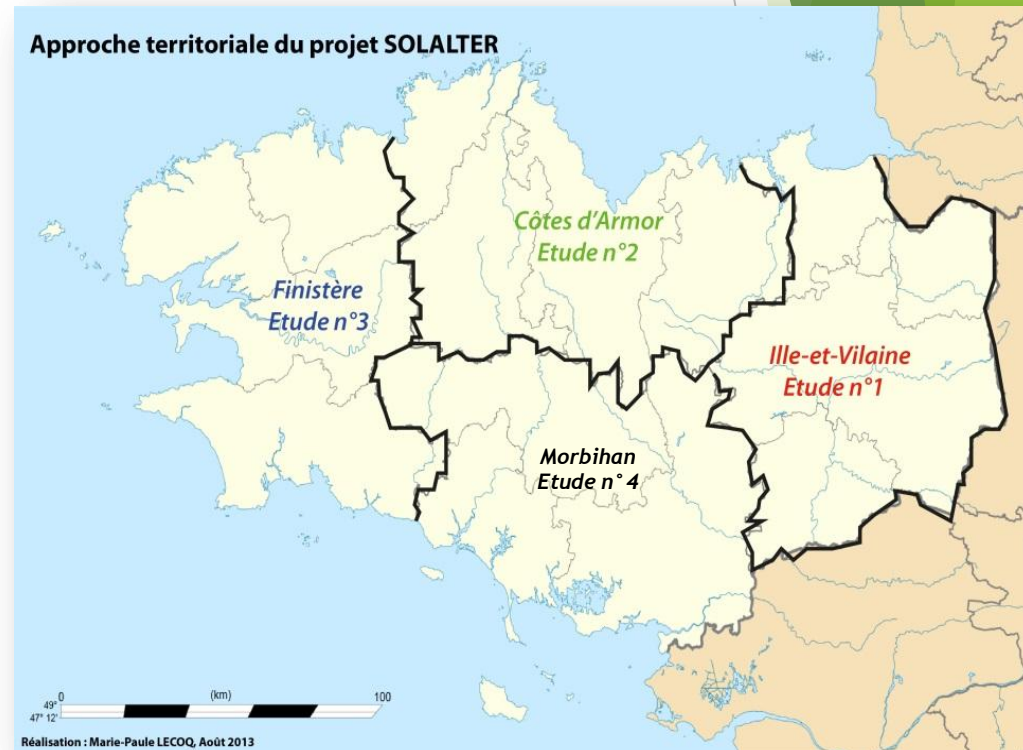 Approche territoriale du projet SOLALTER
Côtes d'Armor
Etude n°2
Finistère
Etude n°3
Ille-et-Vilaine
Etude n°1
Morbihan
Etude n°4
0 (km) 100
49°
47° 12'
Réalisation : Marie-Paule LECOQ, Août 2013